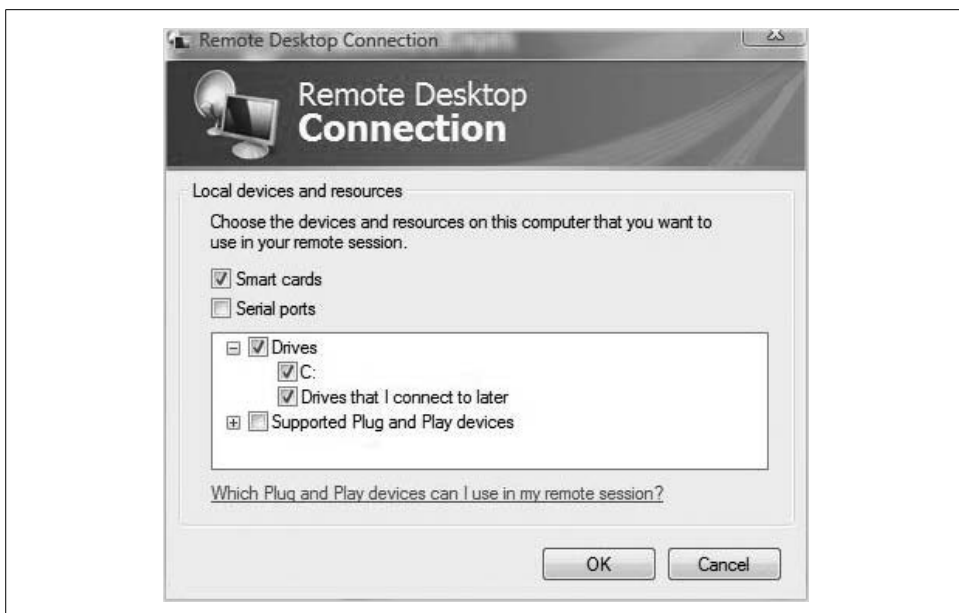 Remote Desktop Connection
Remote Desktop
Connection
Local devices and resources
Choose the devices and resources on this computer that you want to
use in your remote session.
Smart cards
Serial ports
Drives
C:
Drives that I connect to later
Supported Plug and Play devices
Which Plug and Play devices can I use in my remote session?
OK Cancel